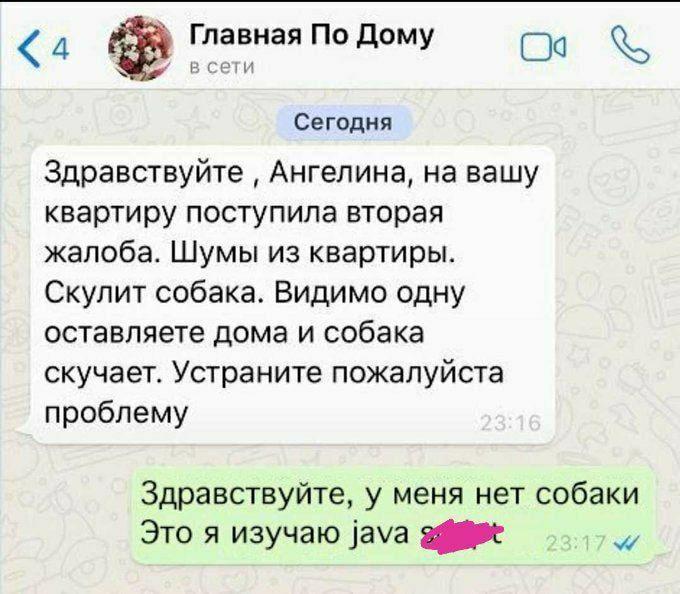 4
Главная По Дому
в сети
Сегодня
Здравствуйте , Ангелина, на вашу
квартиру поступила вторая
жалоба. Шумы из квартиры.
Скулит собака. Видимо одну
оставляете дома и собака
скучает. Устраните пожалуйста
проблему
23:16
Здравствуйте, у меня нет собаки
Это я изучаю java
23:17